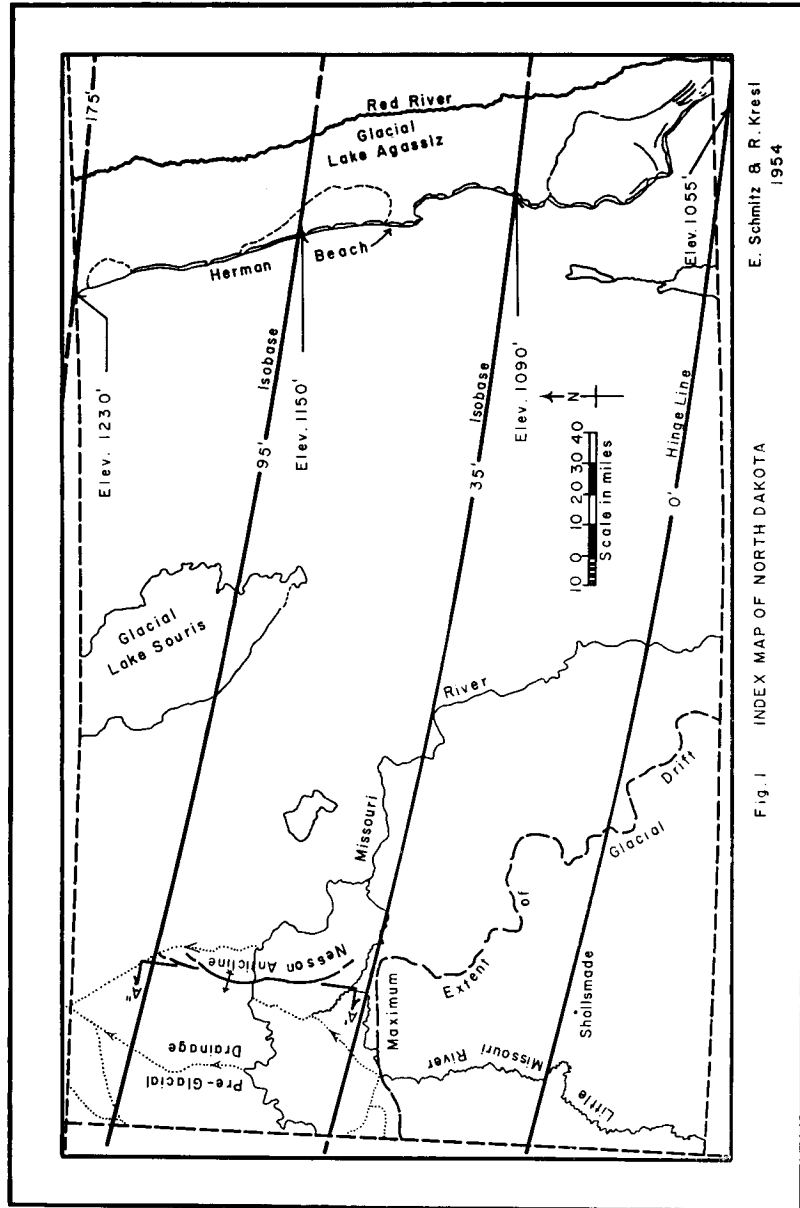 175'
Red River
Glacial
Lake Agassiz
Herman
Beach
Elev. 1230'
95' Isobase
Elev. 1150'
35' Isobase
Elev. 1090'
Elev. 1055'
0' Hinge Line
N
10 0 10 20 30 40
Scale in miles
Glacial
Lake Souris
Missouri
River
Nesson Anticline
A"
A'
Pre-Glacial
Drainage
Maximum
Extent
of
Glacial
Drift
Shollsmade
Little
Missouri
River
Fig. 1 INDEX MAP OF NORTH DAKOTA
E. Schmitz & R. Kresl
1954